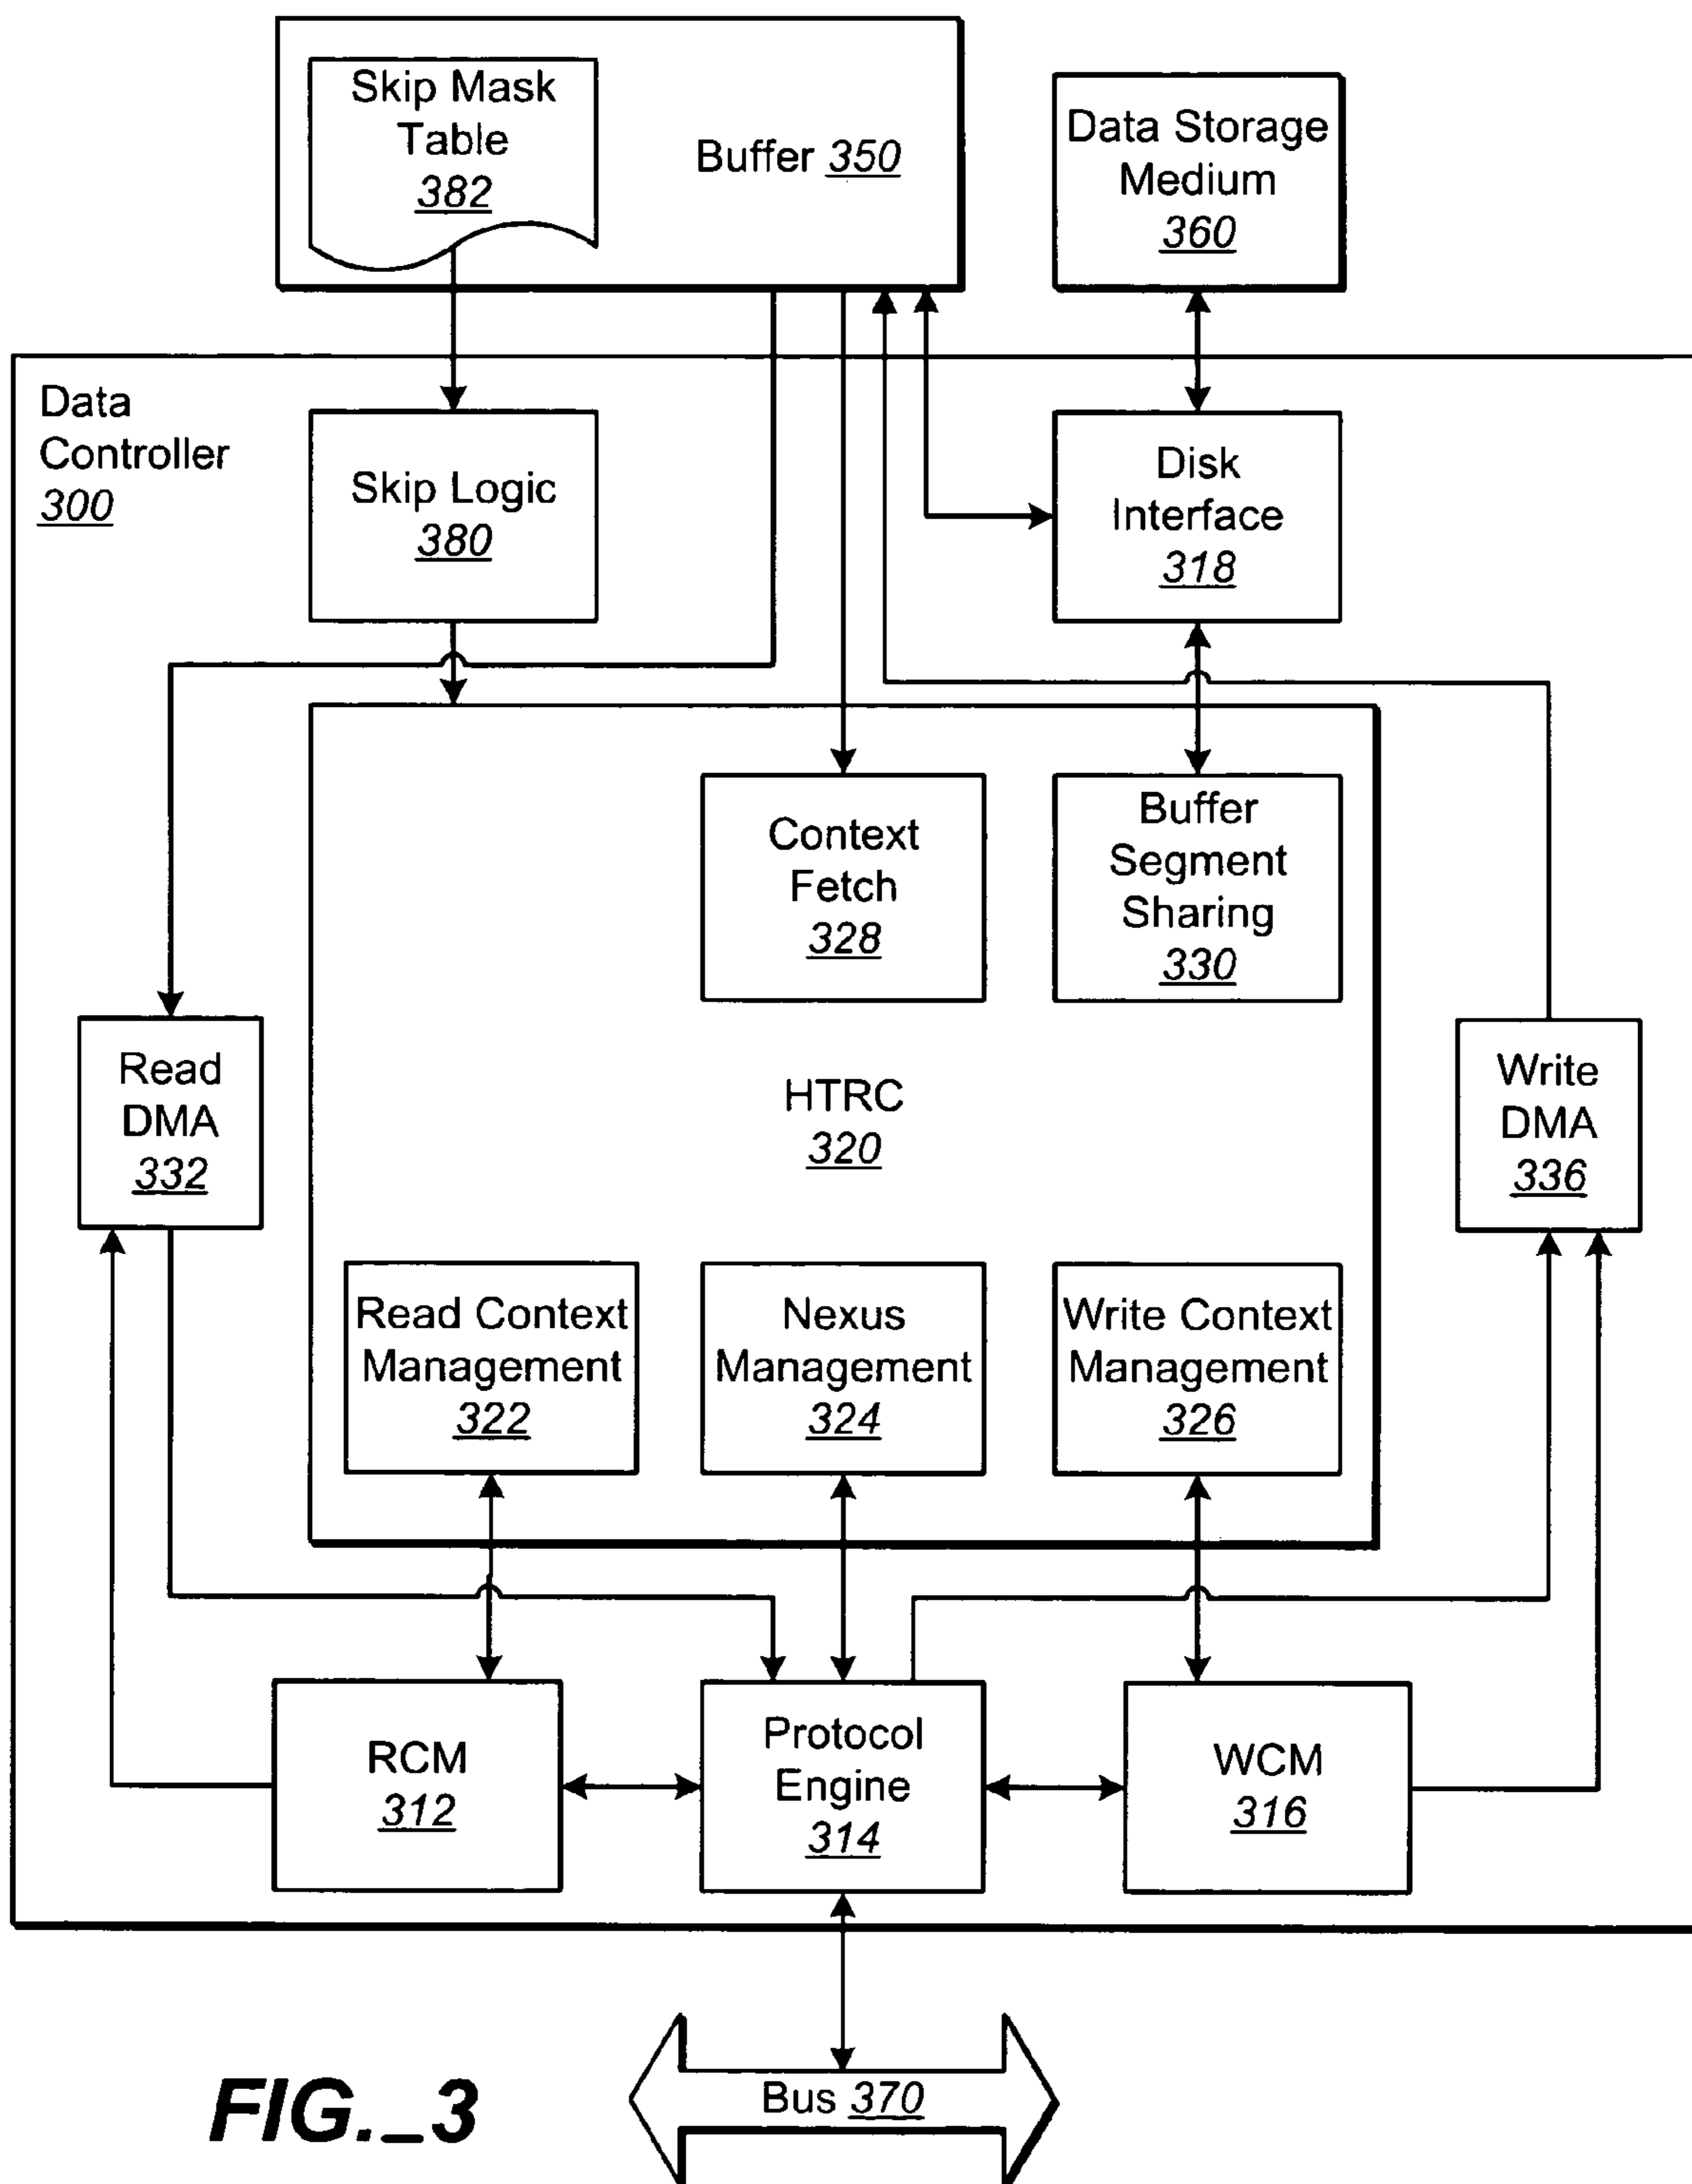 Skip Mask
Table
382
Buffer 350
Data Storage
Medium
360
Data
Controller
300
Skip Logic
380
Disk
Interface
318
Context
Fetch
328
Buffer
Segment
Sharing
330
Read
DMA
332
HTRC
320
Write
DMA
336
Read Context
Management
322
Nexus
Management
324
Write Context
Management
326
RCM
312
Protocol
Engine
314
WCM
316
Bus 370
FIG._3